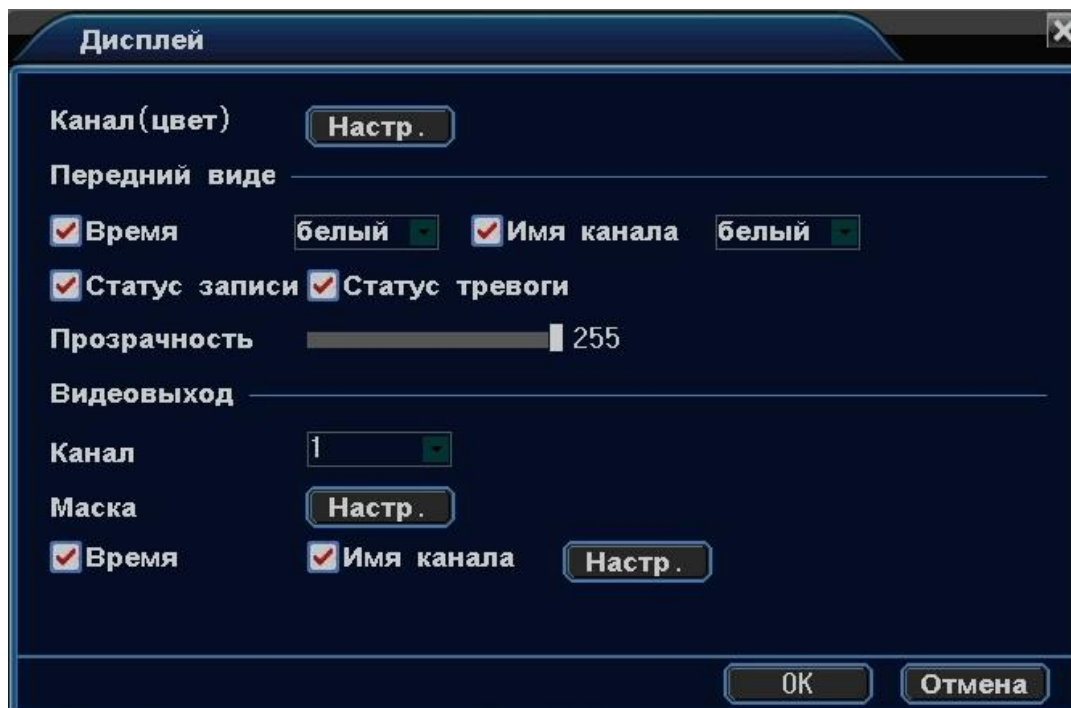 Дисплей
Канал(цвет) Настр.
Передний виде
Время белый Имя канала белый
Статус записи Статус тревоги
Прозрачность 255
Видеовыход
Канал 1
Маска Настр.
Время Имя канала Настр.
OK Отмена